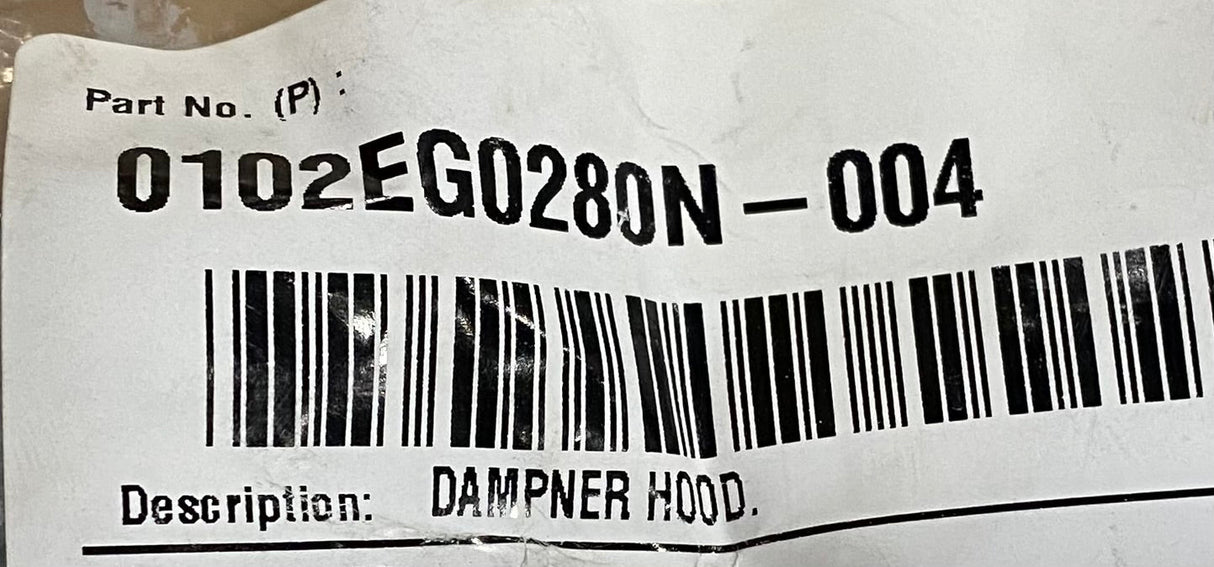 Part No. (P) :
0102EG0280N-004
Description: DAMPNER HOOD.